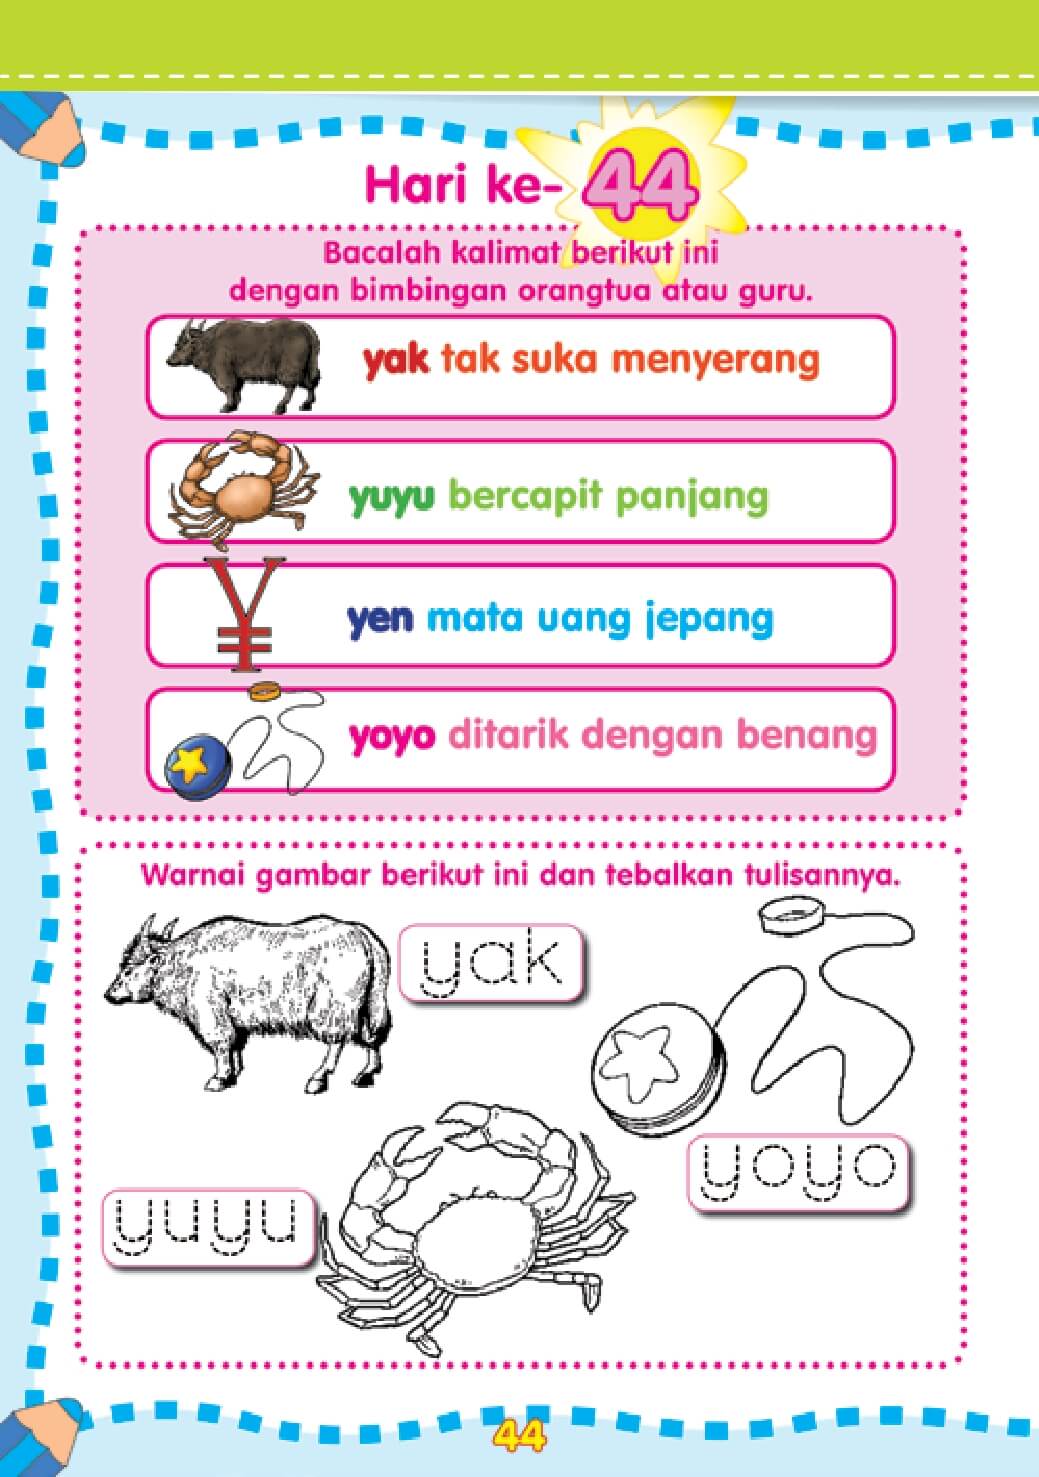 Hari ke- 44
Bacalah kalimat berikut ini
dengan bimbingan orangtua atau guru.
yak tak suka menyerang
yuyu bercapit panjang
¥
yen mata uang jepang
yoyo ditarik dengan benang
Warnai gambar berikut ini dan tebalkan tulisannya.
yak
yoyo
yuyu
44